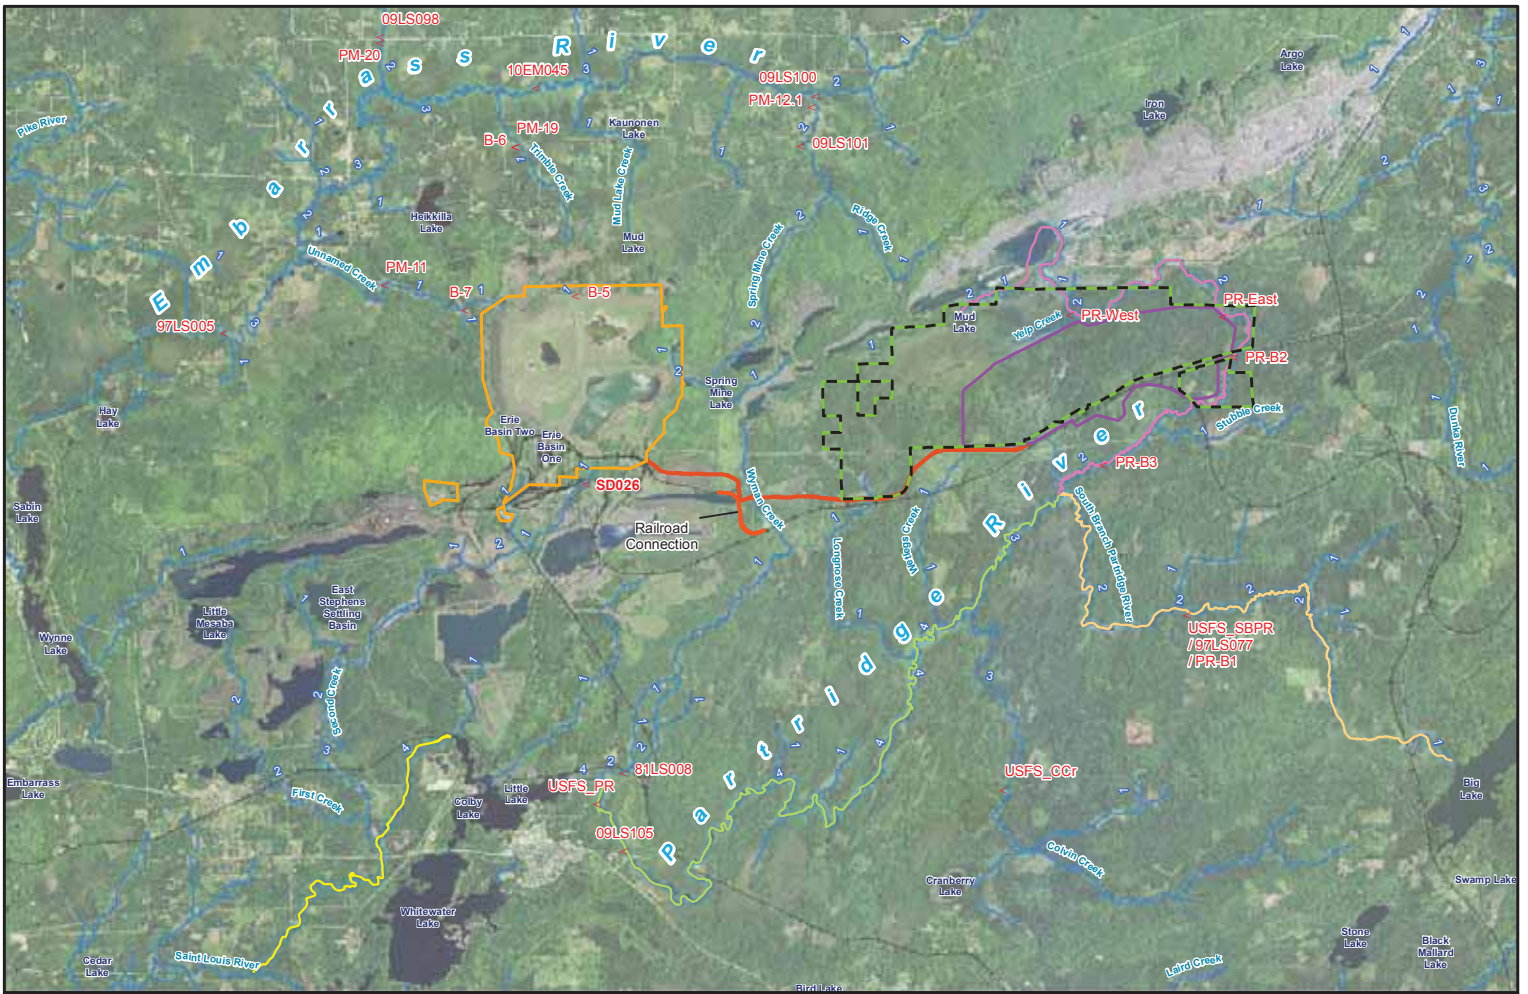 09LS098
PM-20
Embarrass River
10EM045
09LS100
PM-12.1
09LS101
Argo
Lake
Iron
Lake
Pike River
Kaunonen
Lake
PM-19
B-6
Trimble Creek
Mud Lake Creek
Heikkilla
Lake
Mud
Lake
Ridge Creek
Spring Mine Creek
Unnamed Creek
PM-11
B-7
B-5
97LS005
PR-East
Mud
Lake
Yelp Creek
PR-West
PR-B2
Spring
Mine
Lake
Hay
Lake
Erie
Basin Two
Erie
Basin
One
Stubble Creek
Dunka River
PR-B3
SD026
Wyman Creek
Railroad
Connection
Sabin
Lake
Longnose Creek
Wetlegs Creek
South Branch Partridge River
Partridge River
East
Stephens
Settling
Basin
Little
Mesaba
Lake
Wynne
Lake
USFS_SBPR
/ 97LS077
/ PR-B1
Second Creek
81LS008
USFS_PR
USFS_CCr
Embarrass
Lake
First Creek
Colby
Lake
Little
Lake
Big
Lake
09LS105
Colvin Creek
Cranberry
Lake
Swamp Lake
Whitewater
Lake
Stone
Lake
Black
Mallard
Lake
Saint Louis River
Cedar
Lake
Laird Creek
Bird Lake